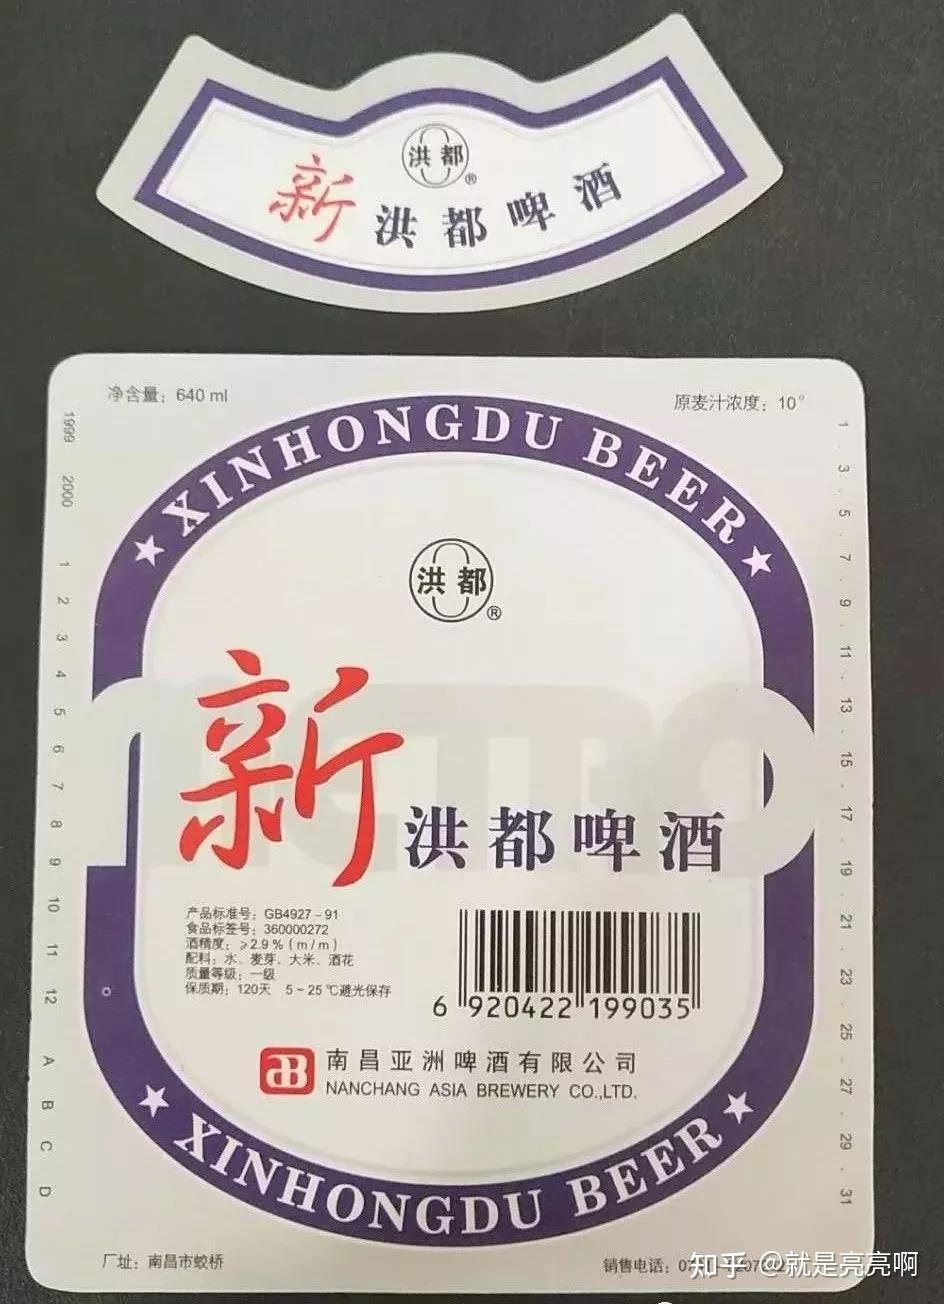 洪都
®
新洪都啤酒
净含量：640 ml
原麦汁浓度：10°
XINHONGDU BEER
洪都
®
新洪都啤酒
产品标准号：GB4927-91
食品标签号：360000272
酒精度：≥2.9%(m/m)
配料：水、麦芽、大米、酒花
质量等级：一级
保质期：120天 5~25℃避光保存
6 920422 199035
aB 南昌亚洲啤酒有限公司
NANCHANG ASIA BREWERY CO.,LTD.
XINHONGDU BEER
厂址：南昌市蛟桥
销售电话：
1999 2000 1 2 3 4 5 6 7 8 9 10 11 12 A B C D
1 . 3 . 5 . 7 . 9 . 11 . 13 . 15 . 17 . 19 . 21 . 23 . 25 . 27 . 29 . 31
知乎 @就是亮亮啊